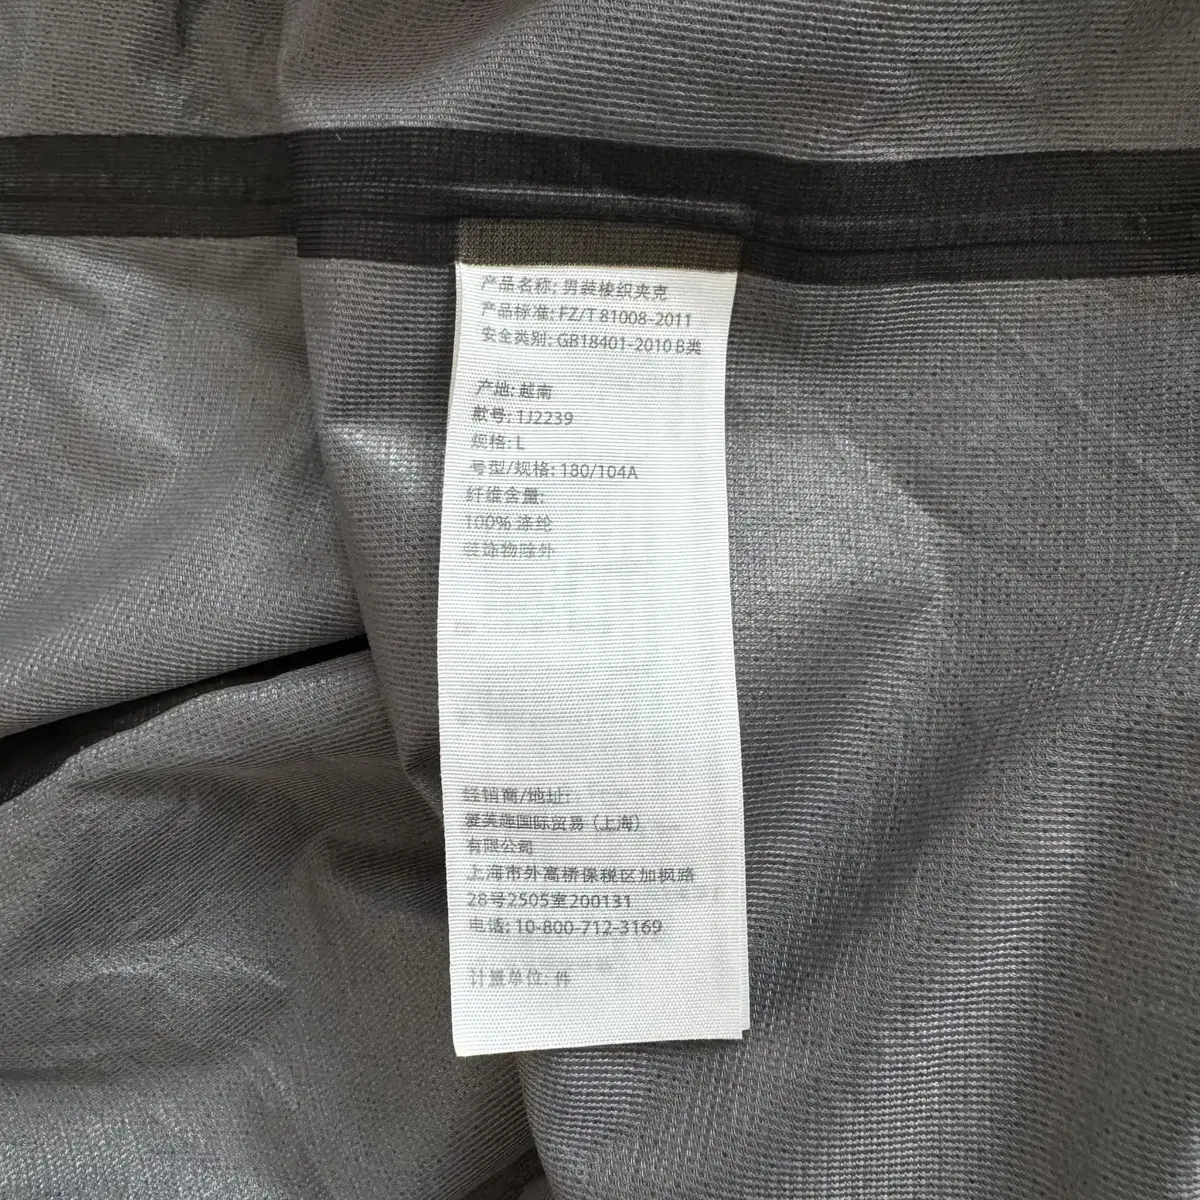 产品名称: 男装梭织夹克
产品标准: FZ/T 81008-2011
安全类别: GB18401-2010 B类
产地: 越南
款号: 1J2239
规格: L
号型/规格: 180/104A
纤维含量:
100% 涤纶
装饰物除外
经销商/地址:
爱芙趣国际贸易（上海）
有限公司
上海市外高桥保税区加枫路
28号2505室200131
电话: 10-800-712-3169
计量单位: 件